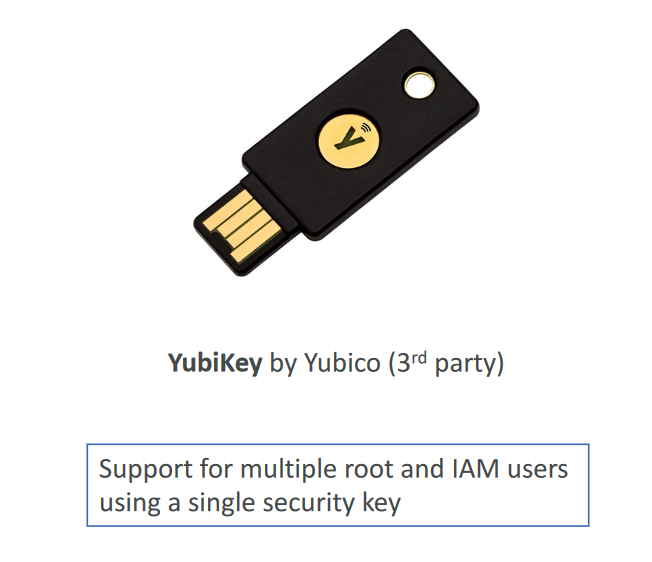 YubiKey by Yubico (3rd party)
Support for multiple root and IAM users
using a single security key